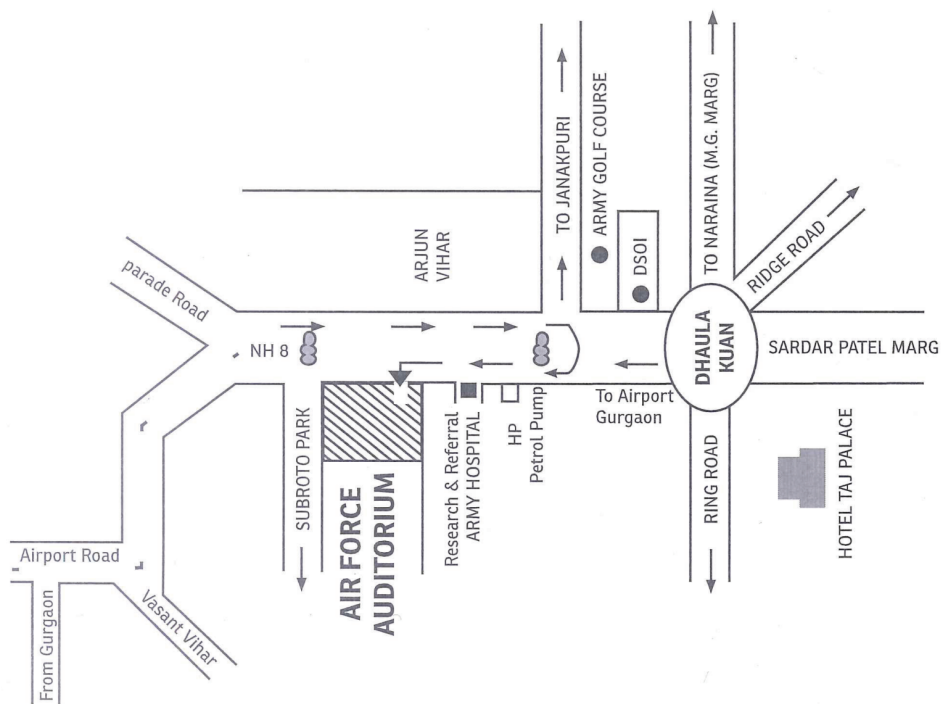 TO JANAKPURI
ARMY GOLF COURSE
TO NARAINA (M.G. MARG)
RIDGE ROAD
DSOI
ARJUN
VIHAR
parade Road
NH 8
DHAULA
KUAN
SARDAR PATEL MARG
To Airport
Gurgaon
HP
Petrol Pump
Research & Referral
ARMY HOSPITAL
SUBROTO PARK
AIR FORCE
AUDITORIUM
RING ROAD
HOTEL TAJ PALACE
Airport Road
Vasant Vihar
From Gurgaon